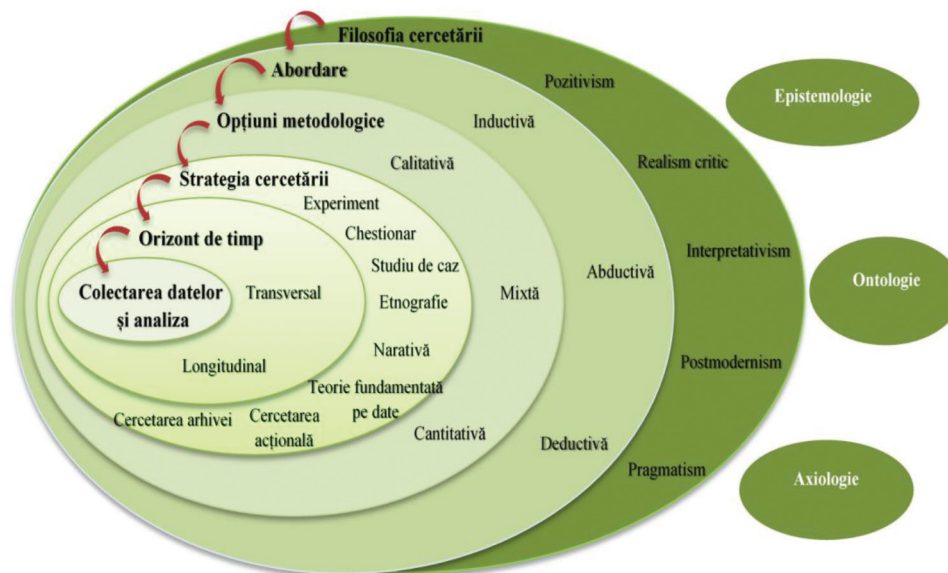 Filosofia cercetării
Abordare
Pozitivism
Epistemologie
Opțiuni metodologice
Inductivă
Calitativă
Realism critic
Strategia cercetării
Experiment
Orizont de timp
Chestionar
Interpretativism
Studiu de caz
Abductivă
Ontologie
Colectarea datelor
și analiza
Transversal
Etnografie
Mixtă
Narativă
Longitudinal
Postmodernism
Teorie fundamentată
pe date
Cercetarea arhivei
Cercetarea
acțională
Cantitativă
Deductivă
Pragmatism
Axiologie